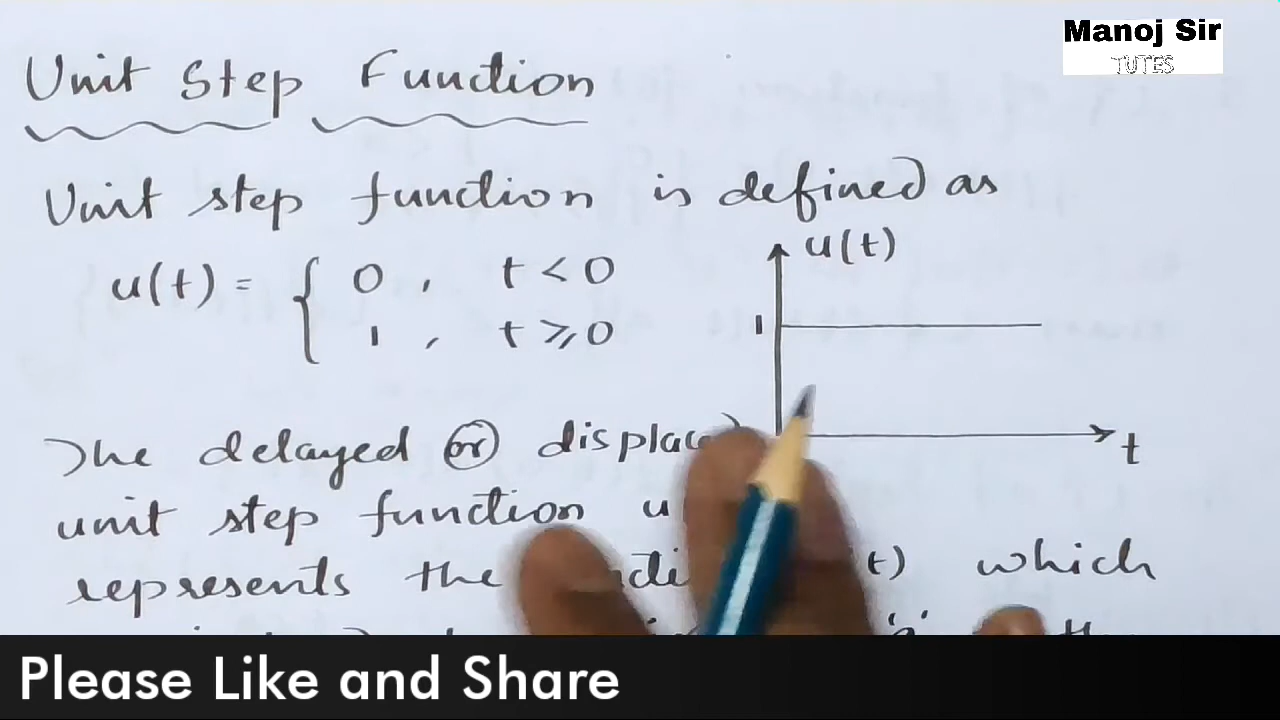 Manoj Sir
TUTES
Unit Step Function
Unit step function is defined as
u(t) = { 0 , t < 0
1 , t ≥ 0
u(t)
1
t
The delayed or
unit step function u
represents the t) which
Please Like and Share